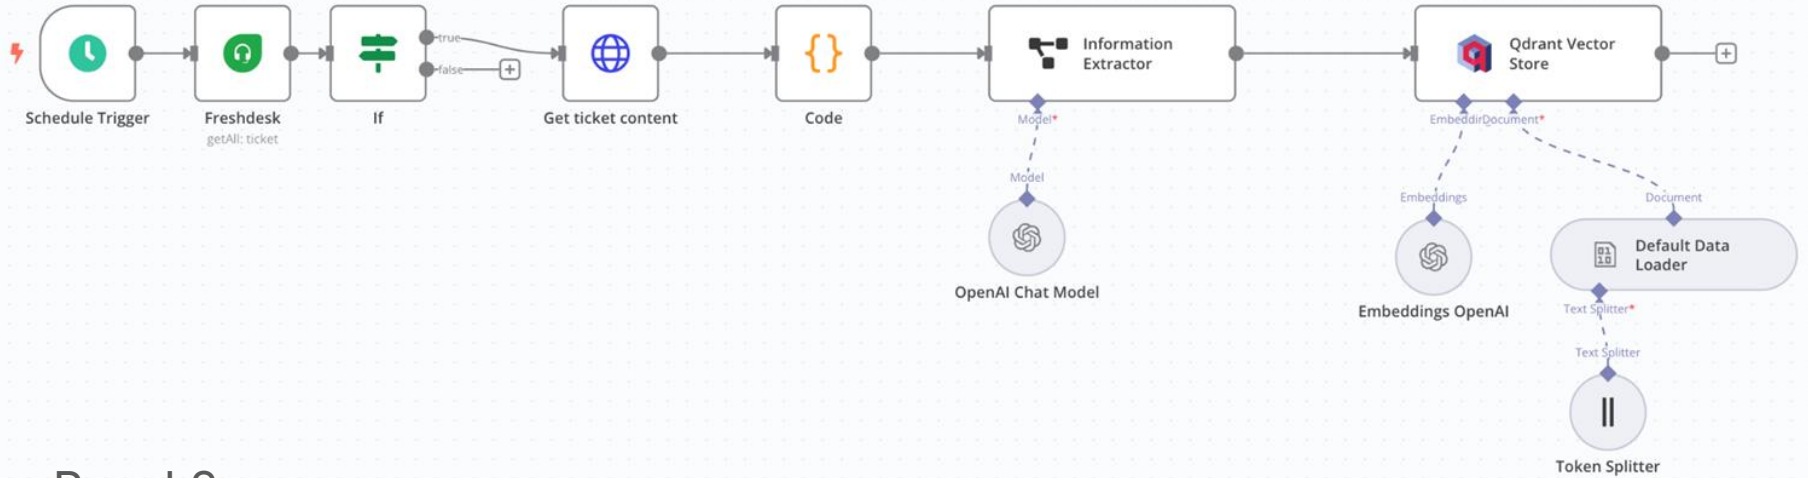 true
false
Information
Extractor
Qdrant Vector
Store
Schedule Trigger
Freshdesk
getAll: ticket
If
Get ticket content
Code
Model*
Document*
Model
Embeddings
Document
OpenAI Chat Model
Embeddings OpenAI
Default Data
Loader
Text Splitter*
Text Splitter
Token Splitter